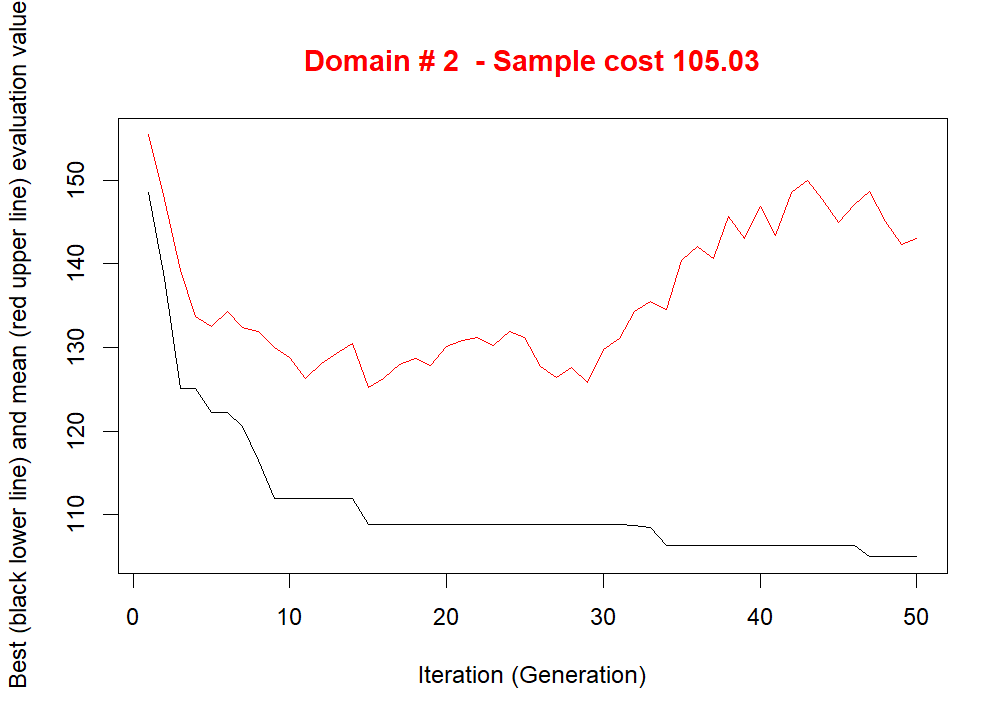 Domain # 2  - Sample cost 105.03
Best (black lower line) and mean (red upper line) evaluation value
150
140
130
120
110
0 10 20 30 40 50
Iteration (Generation)